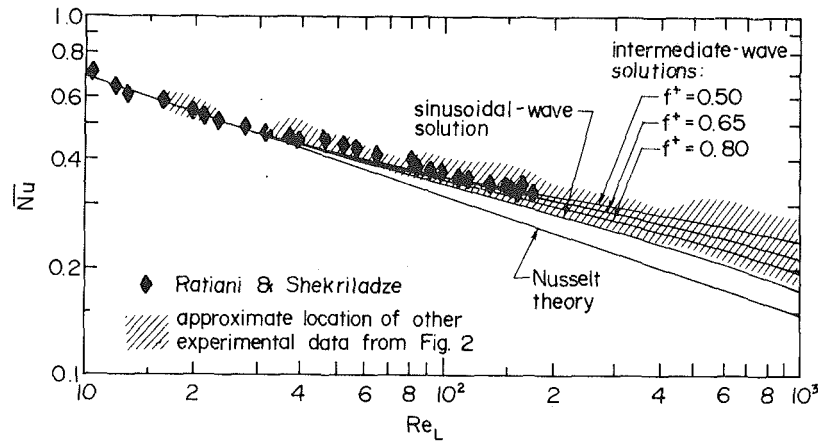 1.0
0.8
0.6
0.4
0.2
0.1
N̅u̅
intermediate-wave
solutions:
f⁺ = 0.50
f⁺ = 0.65
f⁺ = 0.80
sinusoidal-wave
solution
Nusselt
theory
Ratiani & Shekriladze
approximate location of other
experimental data from Fig. 2
10 2 4 6 8 10² 2 4 6 8 10³
Re_L